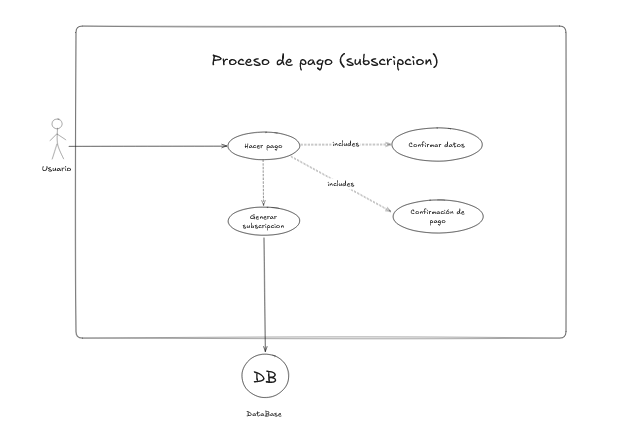 Proceso de pago (subscripcion)
Usuario
Hacer pago
includes
Confirmar datos
includes
Generar
subscripcion
Confirmación de
pago
DB
DataBase